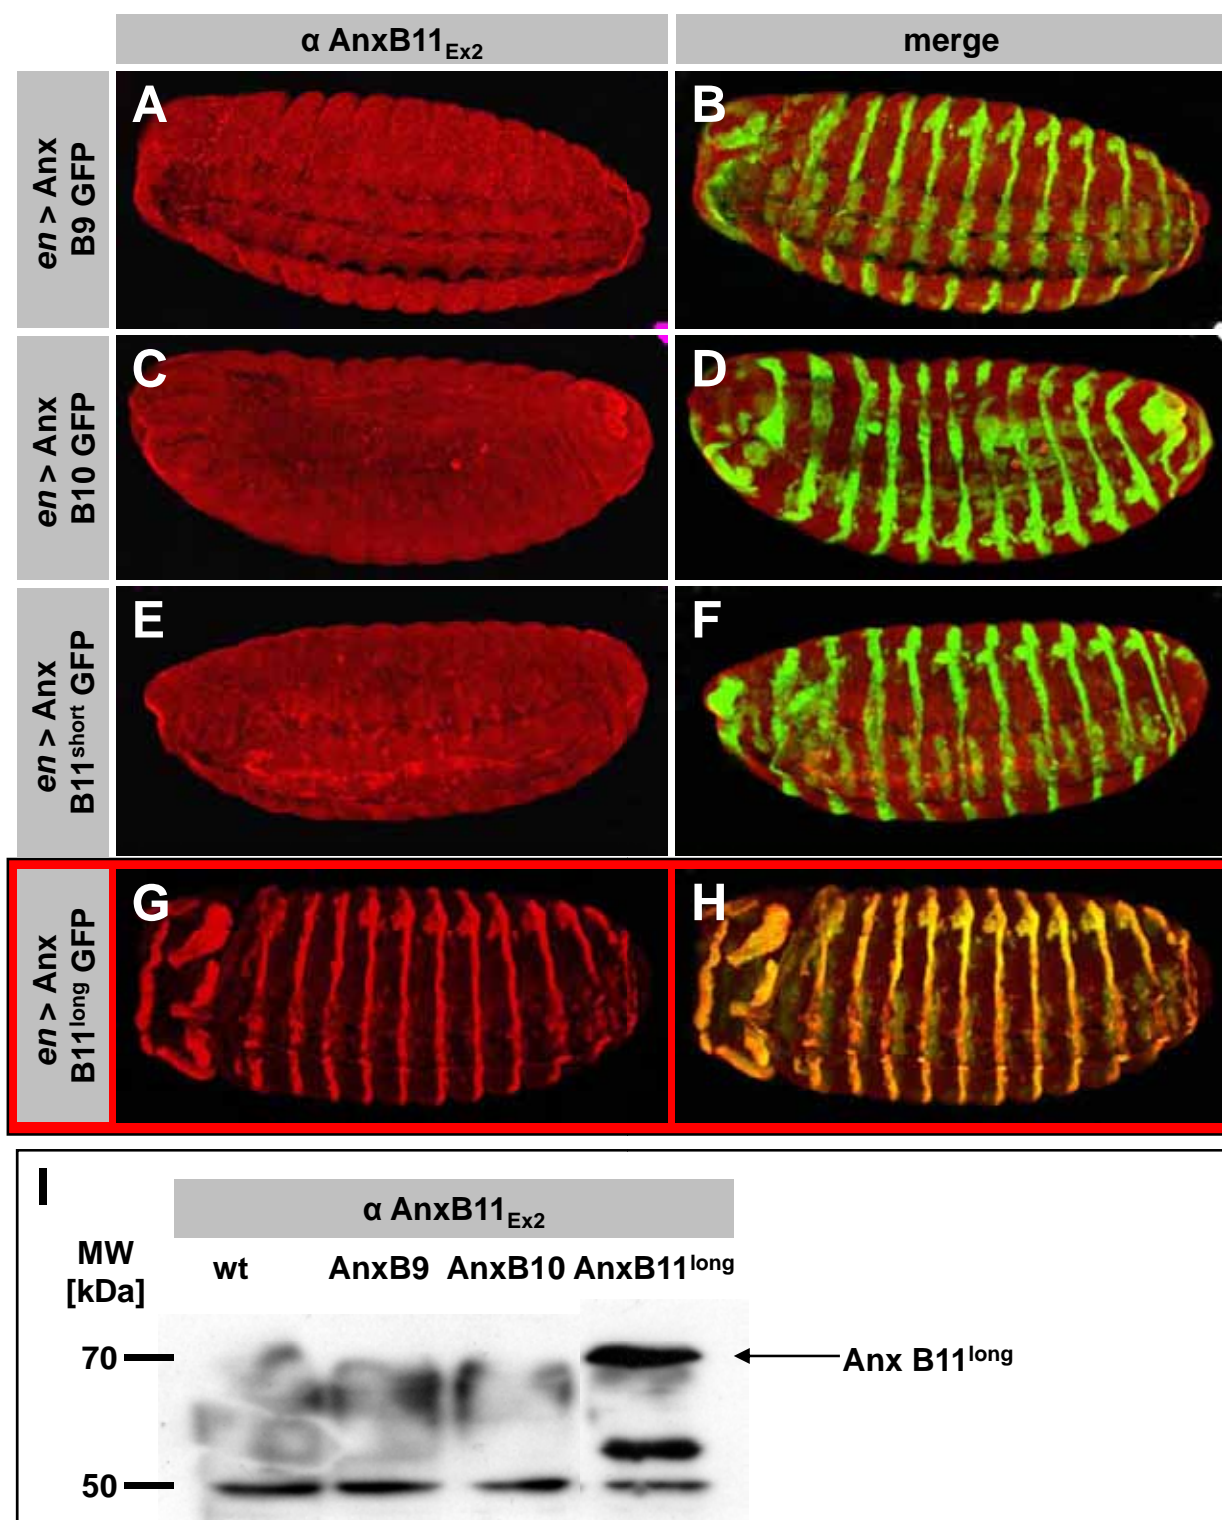 α AnxB11Ex2 merge
en > Anx
B9 GFP
A B
en > Anx
B10 GFP
C D
en > Anx
B11short GFP
E F
en > Anx
B11long GFP
G H
I
α AnxB11Ex2
MW
[kDa]
wt AnxB9 AnxB10 AnxB11long
70
Anx B11long
50